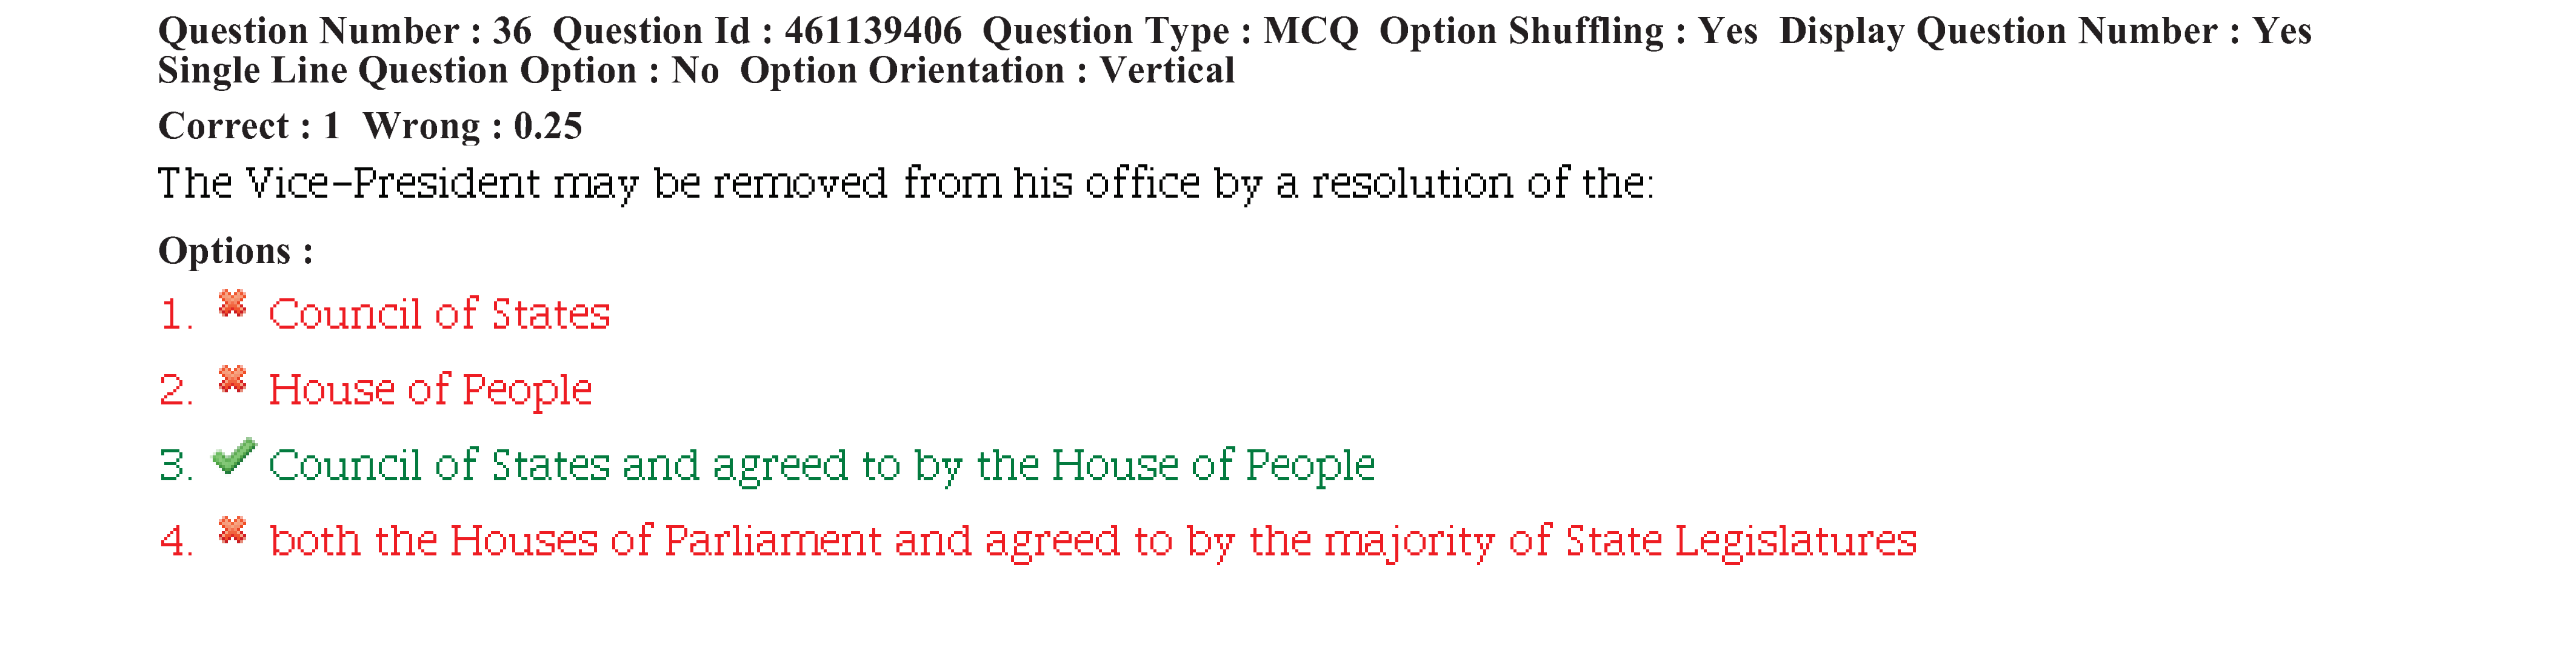 Question Number : 36 Question Id : 461139406 Question Type : MCQ Option Shuffling : Yes Display Question Number : Yes
Single Line Question Option : No Option Orientation : Vertical
Correct : 1 Wrong : 0.25
The Vice-President may be removed from his office by a resolution of the:
Options :
1. Council of States
2. House of People
3. Council of States and agreed to by the House of People
4. both the Houses of Parliament and agreed to by the majority of State Legislatures